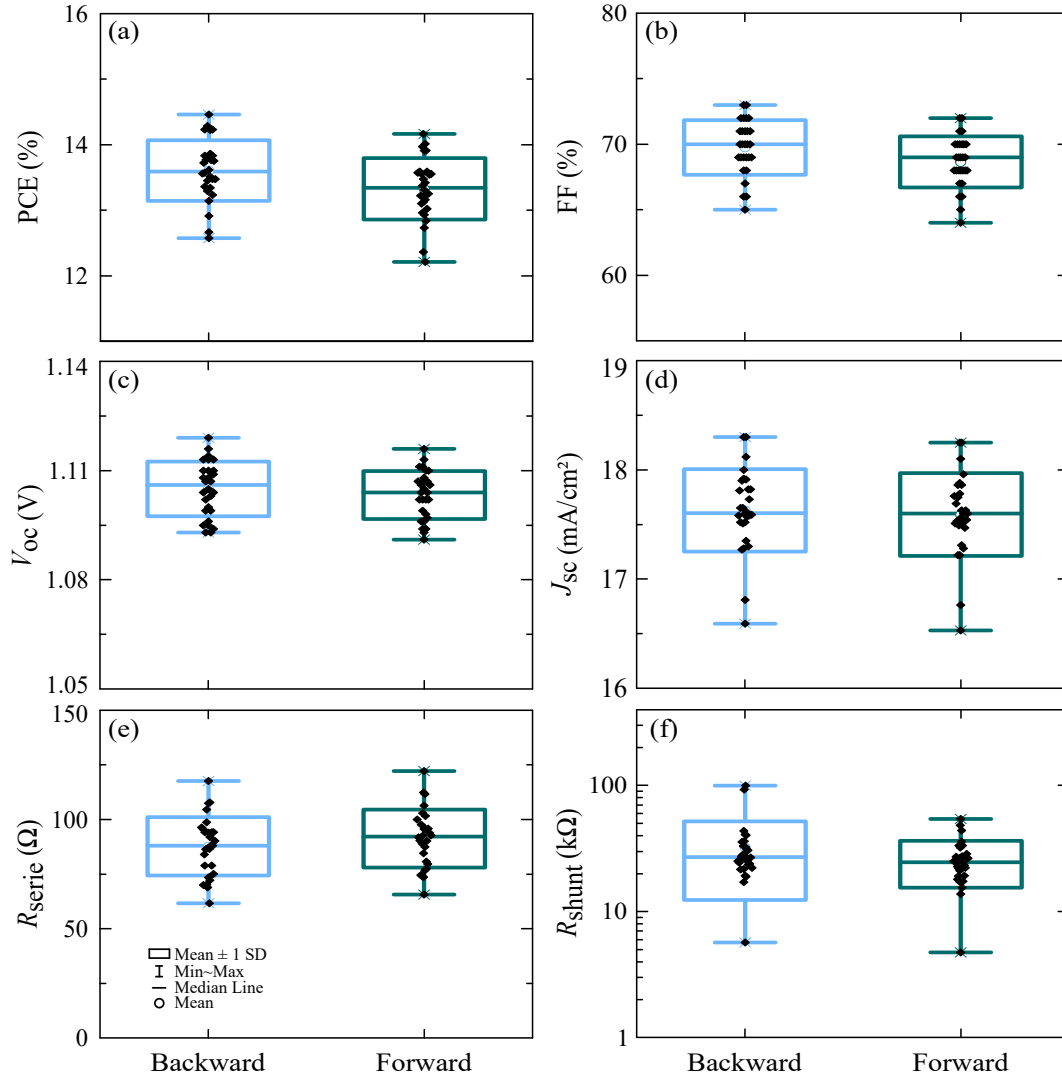 (a)
PCE (%)
16
14
12
(b)
FF (%)
80
70
60
(c)
Voc (V)
1.14
1.11
1.08
1.05
(d)
Jsc (mA/cm²)
19
18
17
16
(e)
Rserie (Ω)
150
100
50
0
Mean ± 1 SD
Min~Max
Median Line
Mean
Backward
Forward
(f)
Rshunt (kΩ)
100
10
1
Backward
Forward